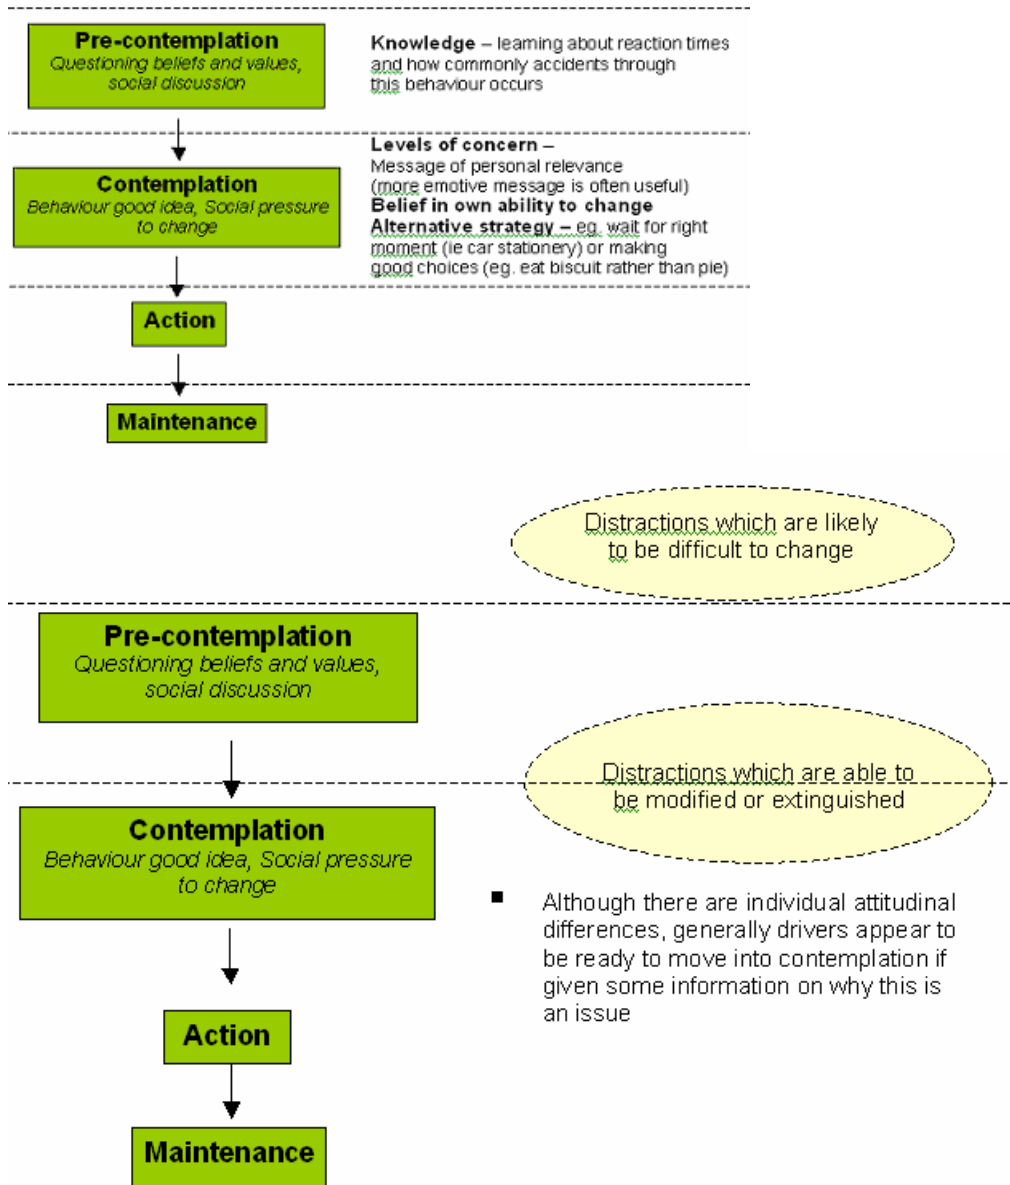 Pre-contemplation
Questioning beliefs and values,
social discussion
Knowledge – learning about reaction times
and how commonly accidents through
this behaviour occurs
Levels of concern –
Message of personal relevance
(more emotive message is often useful)
Belief in own ability to change
Alternative strategy – eg. wait for right
moment (ie car stationery) or making
good choices (eg. eat biscuit rather than pie)
Contemplation
Behaviour good idea, Social pressure
to change
Action
Maintenance
Distractions which are likely
to be difficult to change
Pre-contemplation
Questioning beliefs and values,
social discussion
Distractions which are able to
be modified or extinguished
Contemplation
Behaviour good idea, Social pressure
to change
▪ Although there are individual attitudinal
differences, generally drivers appear to
be ready to move into contemplation if
given some information on why this is
an issue
Action
Maintenance